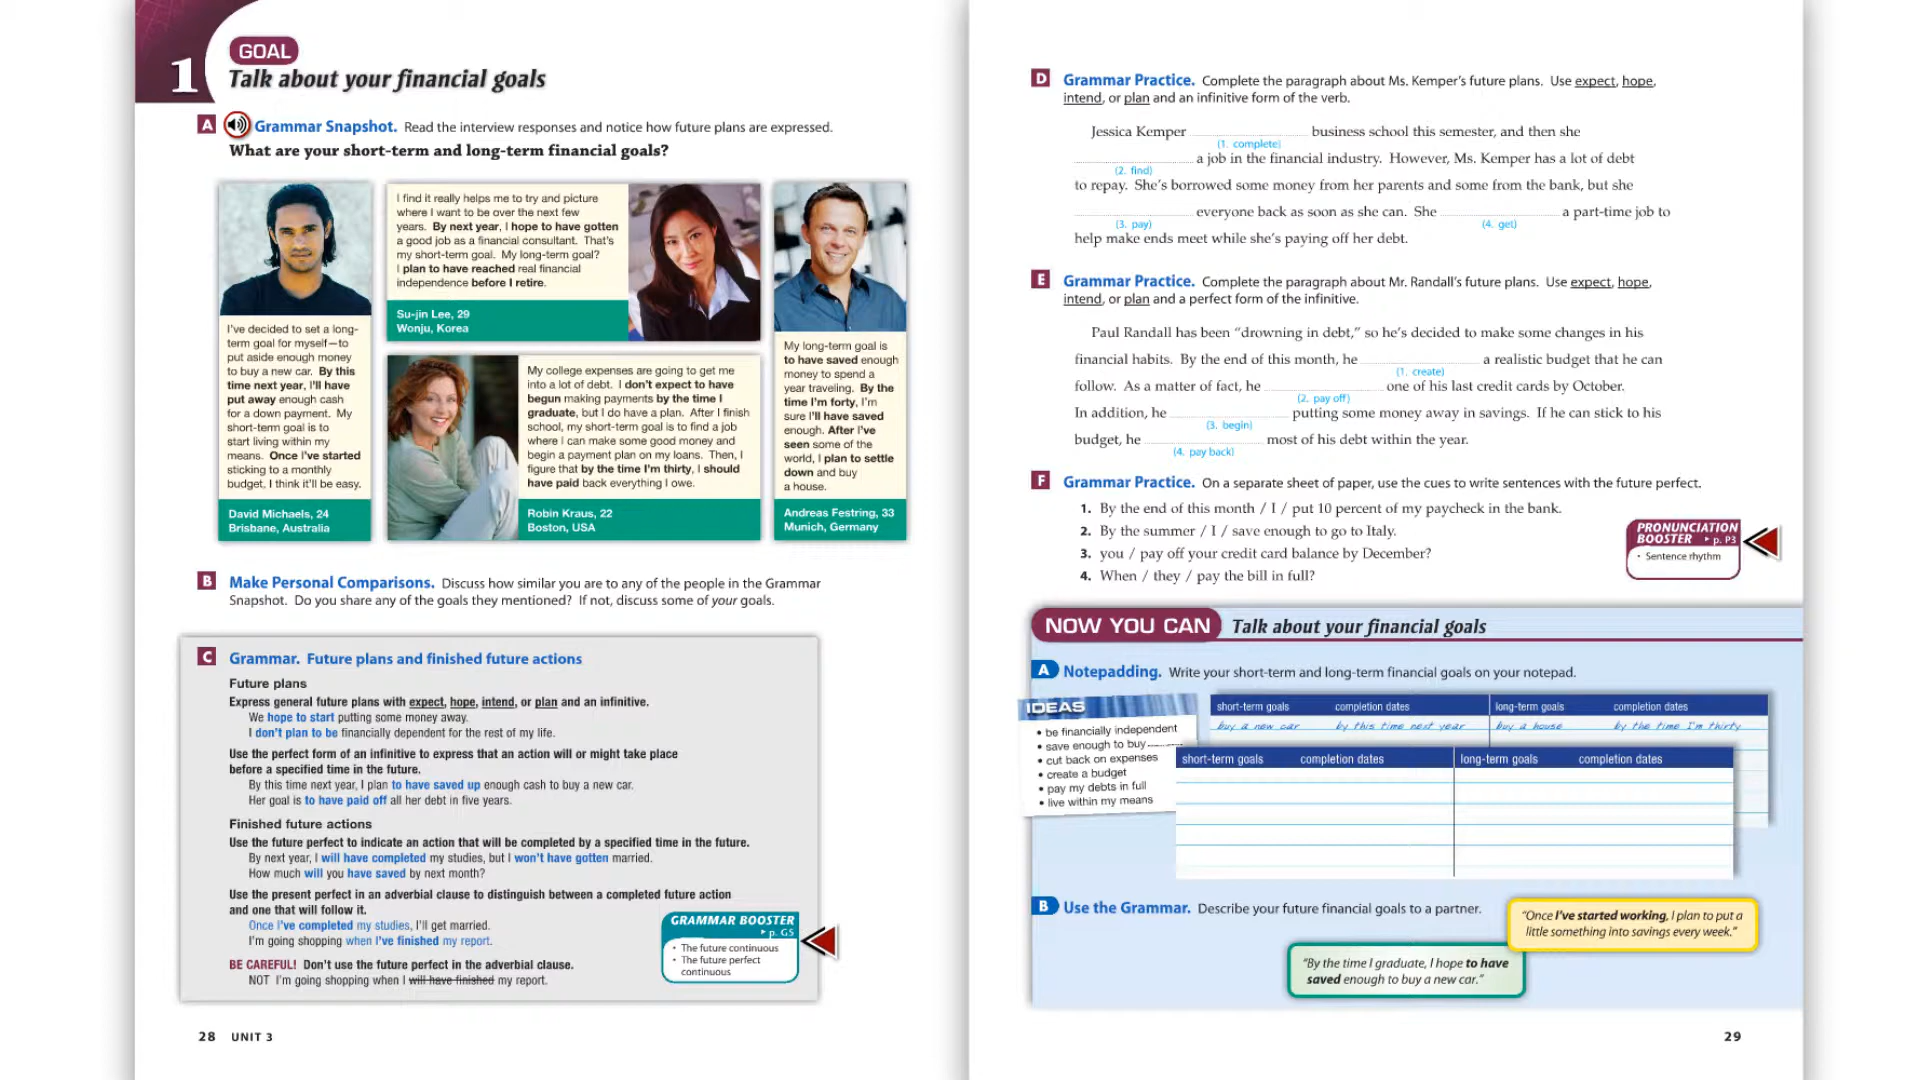 1
GOAL
Talk about your financial goals
A Grammar Snapshot. Read the interview responses and notice how future plans are expressed.
What are your short-term and long-term financial goals?
I've decided to set a long-
term goal for myself—to
put aside enough money
to buy a new car. By this
time next year, I'll have
put away enough cash
for a down payment. My
short-term goal is to
start living within my
means. Once I've started
sticking to a monthly
budget, I think it'll be easy.
David Michaels, 24
Brisbane, Australia
I find it really helps me to try and picture
where I want to be over the next few
years. By next year, I hope to have gotten
a good job as a financial consultant. That's
my short-term goal. My long-term goal?
I plan to have reached real financial
independence before I retire.
Su-jin Lee, 29
Wonju, Korea
My college expenses are going to get me
into a lot of debt. I don't expect to have
begun making payments by the time I
graduate, but I do have a plan. After I finish
school, my short-term goal is to find a job
where I can make some good money and
begin a payment plan on my loans. Then, I
figure that by the time I'm thirty, I should
have paid back everything I owe.
Robin Kraus, 22
Boston, USA
My long-term goal is
to have saved enough
money to spend a
year traveling. By the
time I'm forty, I'm
sure I'll have saved
enough. After I've
seen some of the
world, I plan to settle
down and buy
a house.
Andreas Festring, 33
Munich, Germany
B Make Personal Comparisons. Discuss how similar you are to any of the people in the Grammar
Snapshot. Do you share any of the goals they mentioned? If not, discuss some of your goals.
C Grammar. Future plans and finished future actions
Future plans
Express general future plans with expect, hope, intend, or plan and an infinitive.
We hope to start putting some money away.
I don't plan to be financially dependent for the rest of my life.
Use the perfect form of an infinitive to express that an action will or might take place
before a specified time in the future.
By this time next year, I plan to have saved up enough cash to buy a new car.
Her goal is to have paid off all her debt in five years.
Finished future actions
Use the future perfect to indicate an action that will be completed by a specified time in the future.
By next year, I will have completed my studies, but I won't have gotten married.
How much will you have saved by next month?
Use the present perfect in an adverbial clause to distinguish between a completed future action
and one that will follow it.
Once I've completed my studies, I'll get married.
I'm going shopping when I've finished my report.
BE CAREFUL! Don't use the future perfect in the adverbial clause.
NOT I'm going shopping when I will have finished my report.
GRAMMAR BOOSTER
p. G5
• The future continuous
• The future perfect
continuous
28 UNIT 3
D Grammar Practice. Complete the paragraph about Ms. Kemper's future plans. Use expect, hope,
intend, or plan and an infinitive form of the verb.
Jessica Kemper business school this semester, and then she
(1. complete)
a job in the financial industry. However, Ms. Kemper has a lot of debt
(2. find)
to repay. She's borrowed some money from her parents and some from the bank, but she
everyone back as soon as she can. She a part-time job to
(3. pay) (4. get)
help make ends meet while she's paying off her debt.
E Grammar Practice. Complete the paragraph about Mr. Randall's future plans. Use expect, hope,
intend, or plan and a perfect form of the infinitive.
Paul Randall has been "drowning in debt," so he's decided to make some changes in his
financial habits. By the end of this month, he a realistic budget that he can
(1. create)
follow. As a matter of fact, he one of his last credit cards by October.
(2. pay off)
In addition, he putting some money away in savings. If he can stick to his
(3. begin)
budget, he most of his debt within the year.
(4. pay back)
F Grammar Practice. On a separate sheet of paper, use the cues to write sentences with the future perfect.
1. By the end of this month / I / put 10 percent of my paycheck in the bank.
2. By the summer / I / save enough to go to Italy.
3. you / pay off your credit card balance by December?
4. When / they / pay the bill in full?
PRONUNCIATION
BOOSTER p. P3
• Sentence rhythm
NOW YOU CAN Talk about your financial goals
A Notepadding. Write your short-term and long-term financial goals on your notepad.
IDEAS
• be financially independent
• save enough to buy
• cut back on expenses
• create a budget
• pay my debts in full
• live within my means
short-term goals completion dates long-term goals completion dates
buy a new car by this time next year buy a house by the time I'm thirty
short-term goals completion dates long-term goals completion dates
B Use the Grammar. Describe your future financial goals to a partner.
"Once I've started working, I plan to put a
little something into savings every week."
"By the time I graduate, I hope to have
saved enough to buy a new car."
29